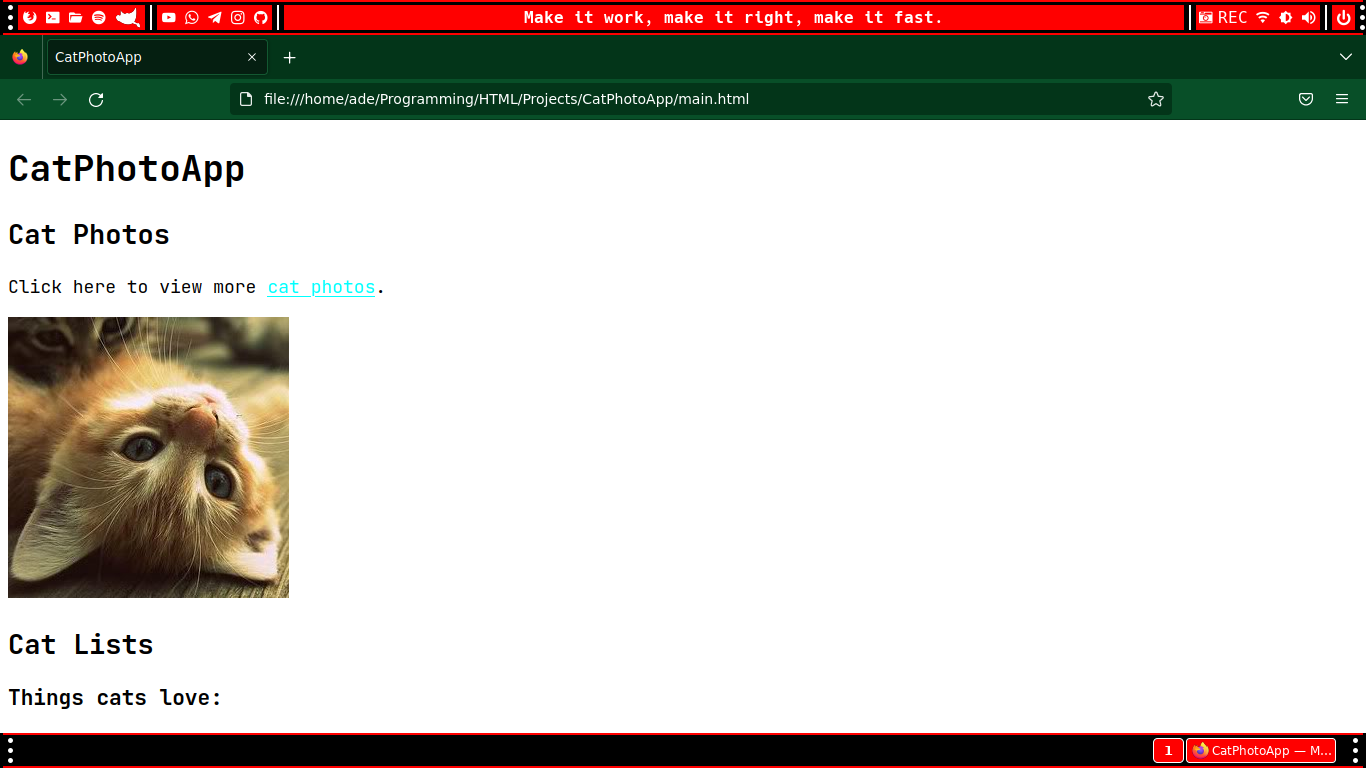 Make it work, make it right, make it fast.
REC
CatPhotoApp
file:///home/ade/Programming/HTML/Projects/CatPhotoApp/main.html
CatPhotoApp
Cat Photos
Click here to view more cat photos.
Cat Lists
Things cats love:
1
CatPhotoApp — M...